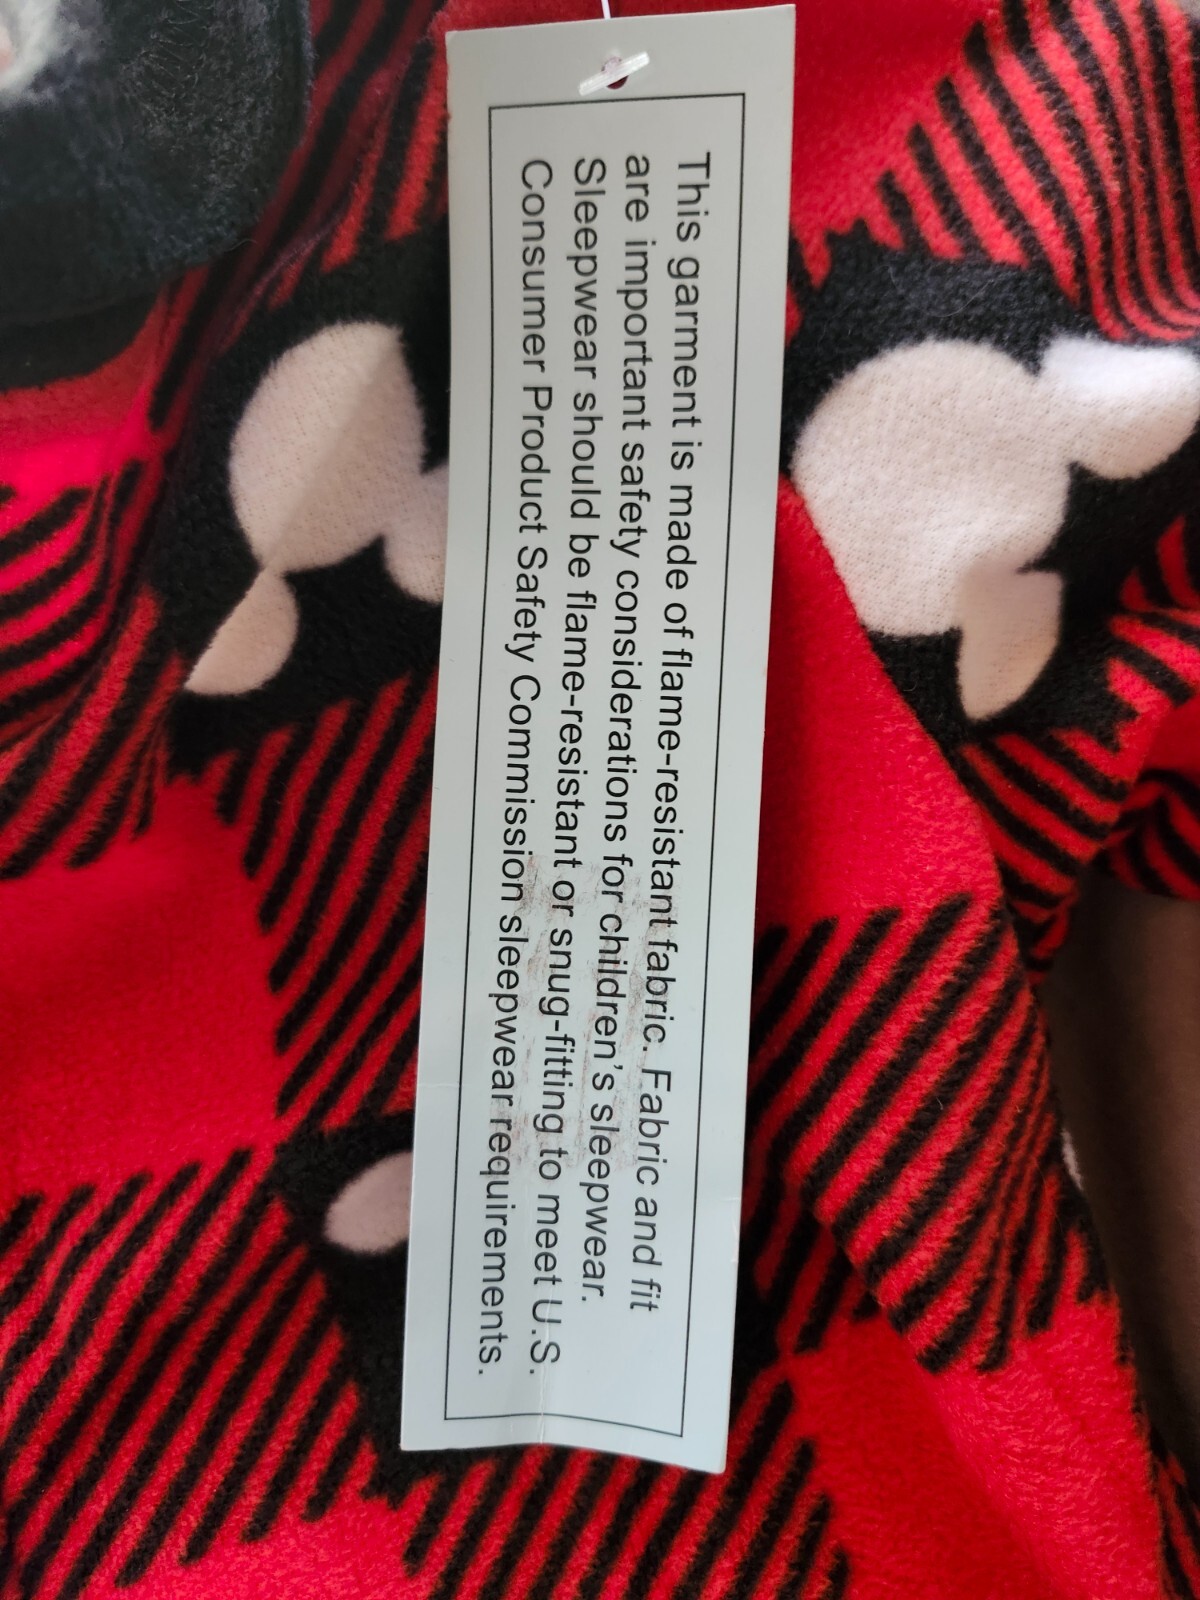 This garment is made of flame-resistant fabric. Fabric and fit
are important safety considerations for children's sleepwear.
Sleepwear should be flame-resistant or snug-fitting to meet U.S.
Consumer Product Safety Commission sleepwear requirements.